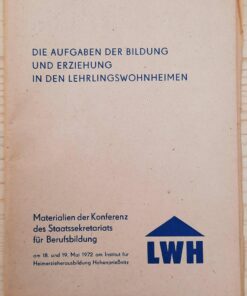 DIE AUFGABEN DER BILDUNG
UND ERZIEHUNG
IN DEN LEHRLINGSWOHNHEIMEN
Materialien der Konferenz
des Staatssekretariats
für Berufsbildung
am 18. und 19. Mai 1972 am Institut für
Heimerzieherausbildung Hohenprießnitz
LWH